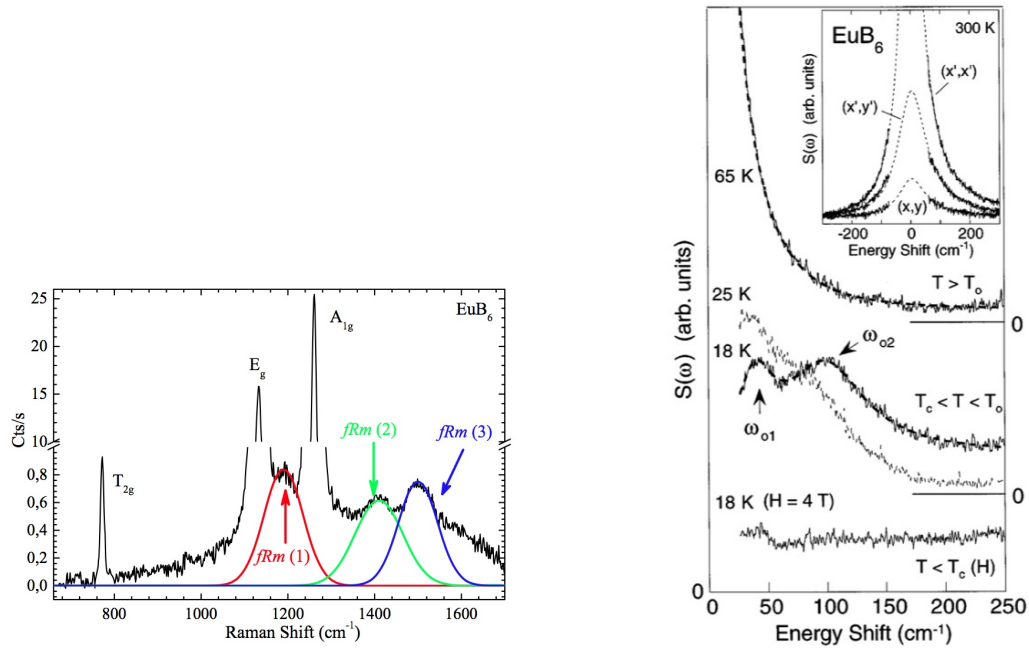 25
20
15
10
0,8
0,6
0,4
0,2
0,0
Cts/s
T2g
Eg
A1g
EuB6
fRm (1)
fRm (2)
fRm (3)
800 1000 1200 1400 1600
Raman Shift (cm-1)
EuB6
300 K
(x',x')
(x',y')
(x,y)
S(ω) (arb. units)
-200 0 200
Energy Shift (cm-1)
65 K
T > To
0
25 K
18 K
ωo2
ωo1
Tc < T < To
0
18 K (H = 4 T)
T < Tc (H)
0
S(ω) (arb. units)
0 50 100 150 200 250
Energy Shift (cm-1)